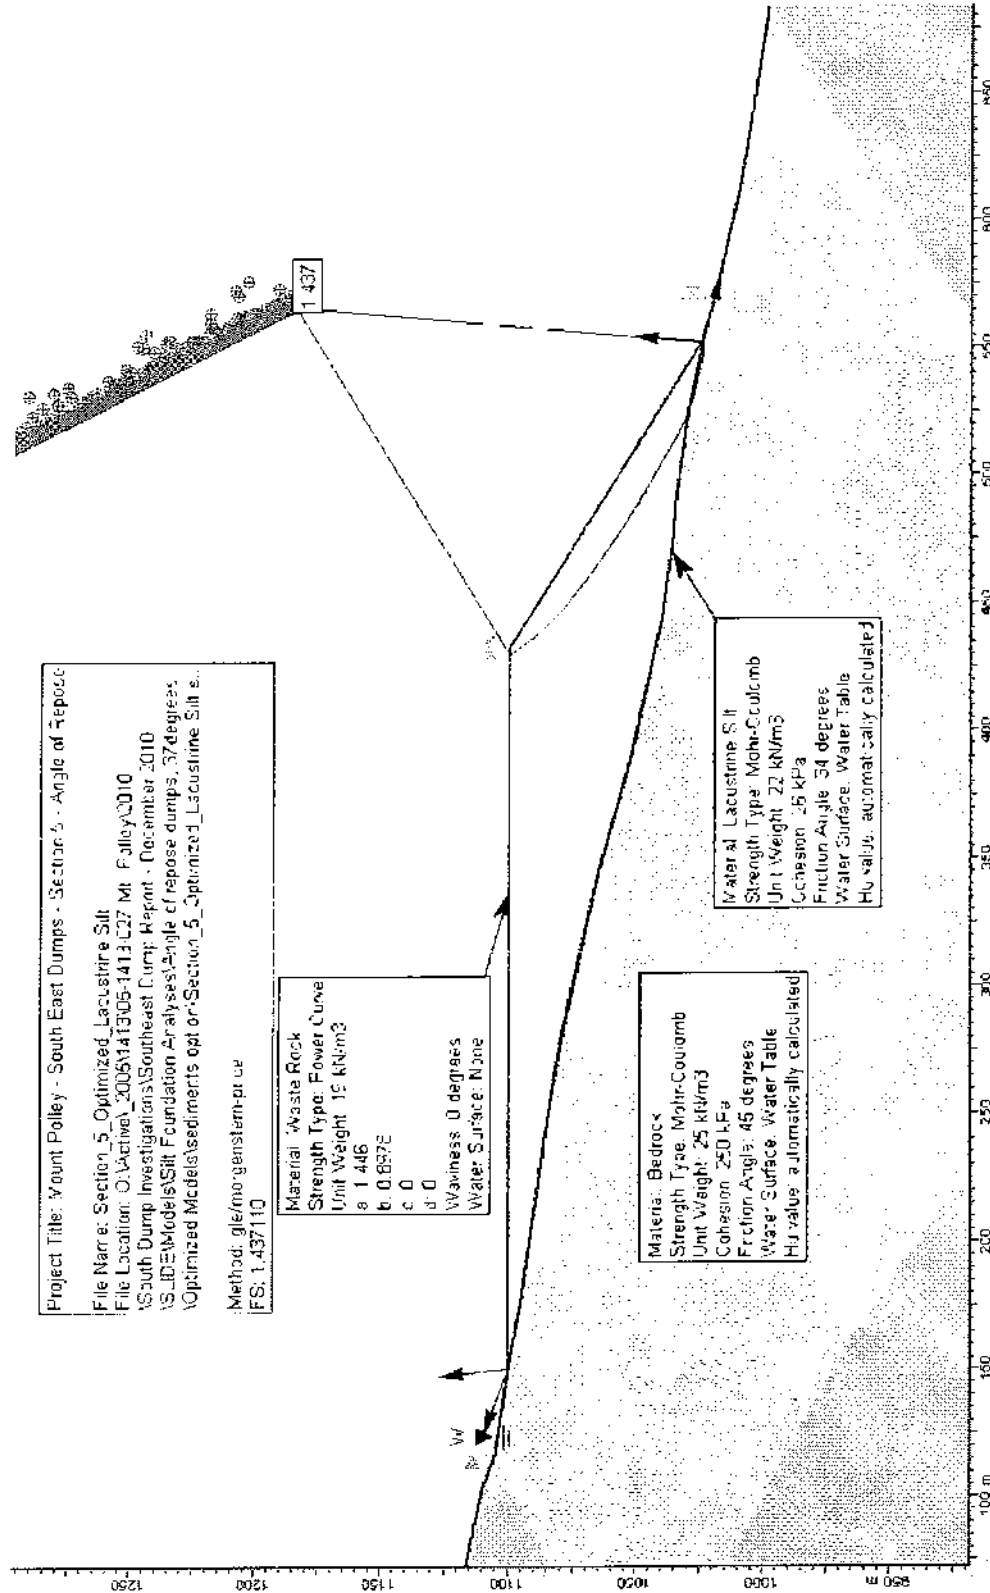 Project Title: Mount Polley - South East Dumps - Section 5 - Angle of Repose
File Name: Section_5_Optimized_Lacustrine Silt
File Location: O:\Active\_2006\1413\06-1413-027 Mt. Polley\2010
\South Dump Investigations\Southeast Dump Report - December 2010
\SLIDE\Models\Silt Foundation Analyses\Angle of repose dumps, 37degrees
\Optimized Models\sediments option\Section_5_Optimized_Lacustrine Silt.s..
Method: gle/morgenstern-price
FS: 1.437110
Material: Waste Rock
Strength Type: Power Curve
Unit Weight: 19 kN/m3
a: 1.446
b: 0.8978
c: 0
d: 0
Waviness: 0 degrees
Water Surface: None
Material: Bedrock
Strength Type: Mohr-Coulomb
Unit Weight: 25 kN/m3
Cohesion: 250 kPa
Friction Angle: 45 degrees
Water Surface: Water Table
Hu value: automatically calculated
Material: Lacustrine Silt
Strength Type: Mohr-Coulomb
Unit Weight: 22 kN/m3
Cohesion: 26 kPa
Friction Angle: 34 degrees
Water Surface: Water Table
Hu value: automatically calculated
1.437
W
1250
1200
1150
1100
1050
1000
950 m
100 m
150
200
250
300
350
400
450
500
550
600
650